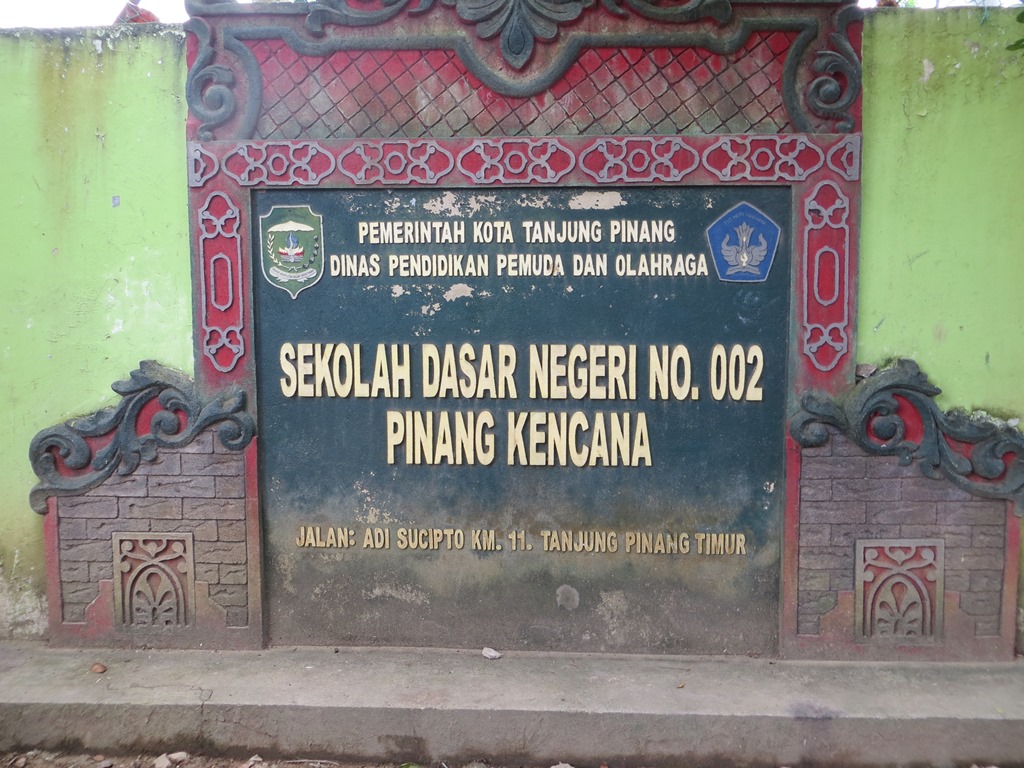 PEMERINTAH KOTA TANJUNG PINANG
DINAS PENDIDIKAN PEMUDA DAN OLAHRAGA
SEKOLAH DASAR NEGERI NO. 002
PINANG KENCANA
JALAN: ADI SUCIPTO KM. 11. TANJUNG PINANG TIMUR